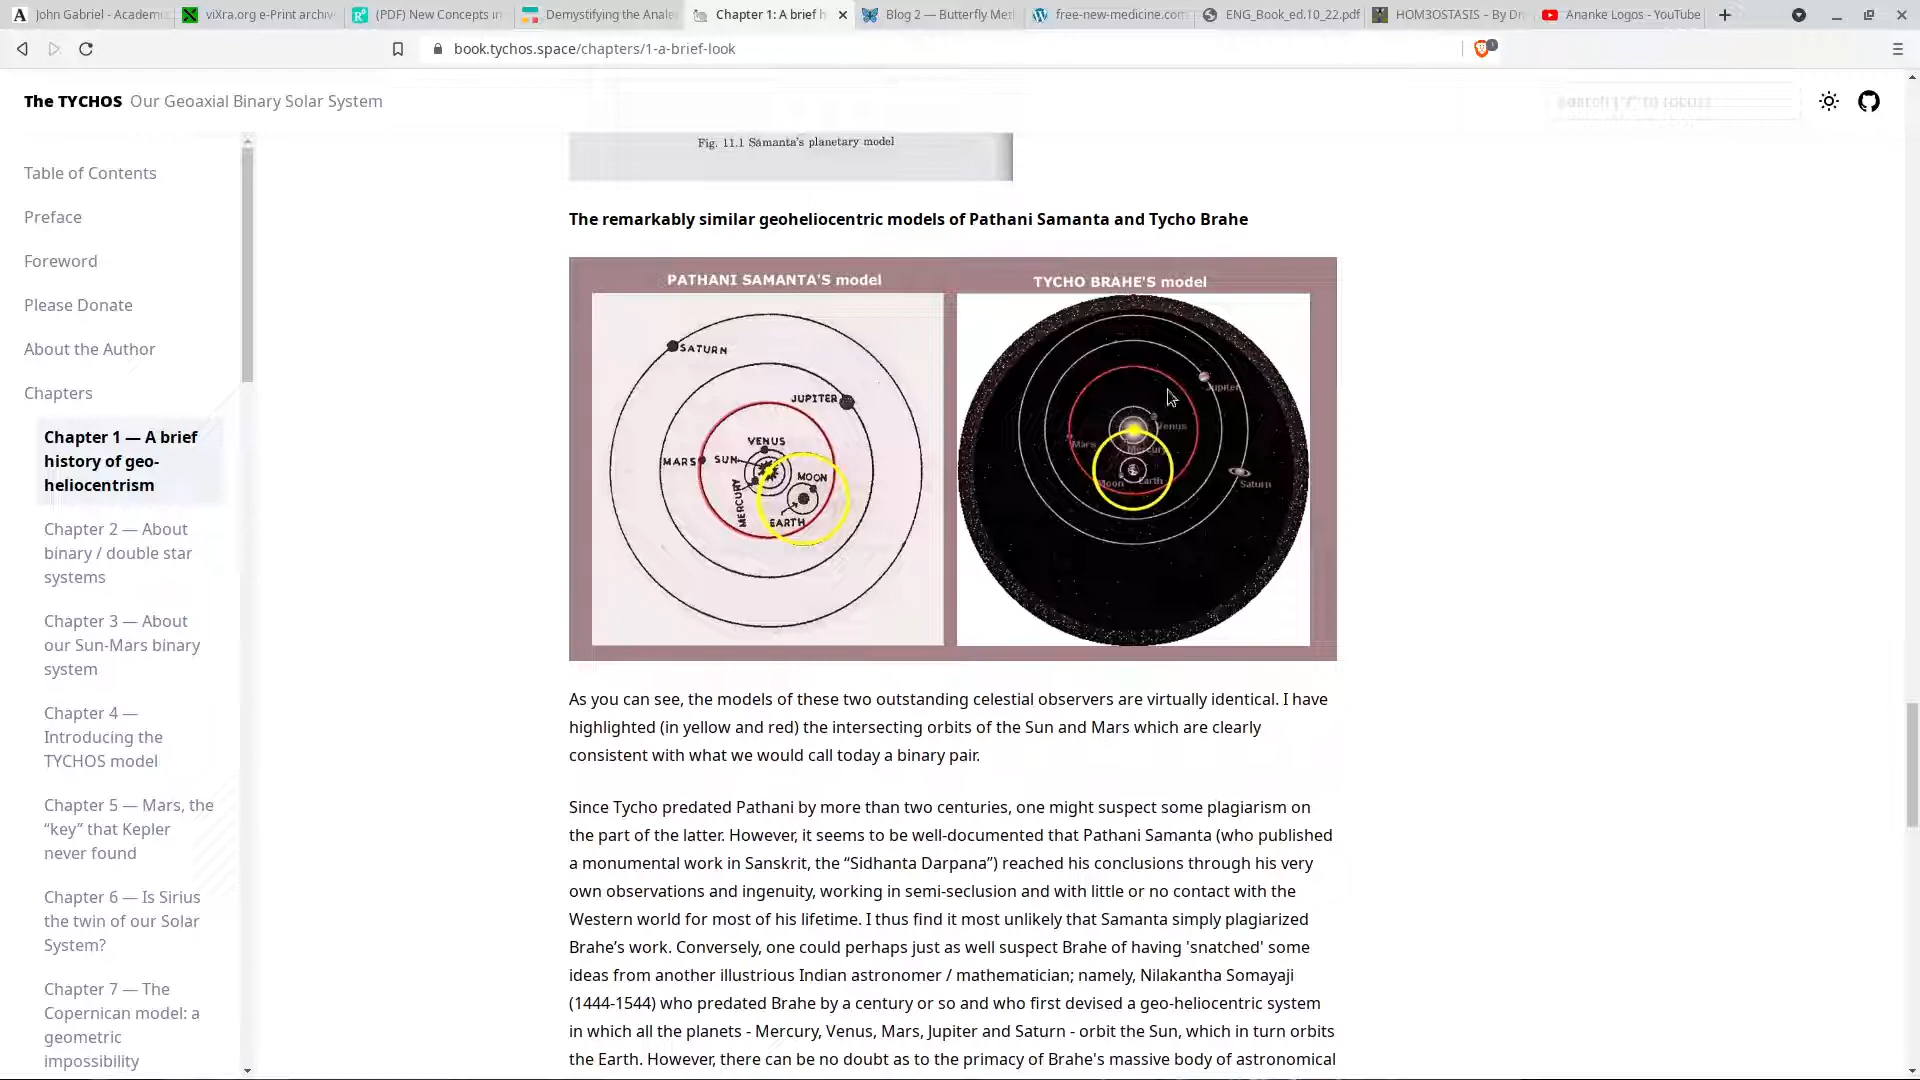 John Gabriel - Academi
viXra.org e-Print archiv
(PDF) New Concepts in
Demystifying the Anale
Chapter 1: A brief h
Blog 2 — Butterfly Met
free-new-medicine.com
ENG_Book_ed.10_22.pdf
HOM3OSTASIS – By Dr
Ananke Logos - YouTube
book.tychos.space/chapters/1-a-brief-look
1
The TYCHOS Our Geoaxial Binary Solar System
Table of Contents
Preface
Foreword
Please Donate
About the Author
Chapters
Chapter 1 — A brief
history of geo-
heliocentrism
Chapter 2 — About
binary / double star
systems
Chapter 3 — About
our Sun-Mars binary
system
Chapter 4 —
Introducing the
TYCHOS model
Chapter 5 — Mars, the
“key” that Kepler
never found
Chapter 6 — Is Sirius
the twin of our Solar
System?
Chapter 7 — The
Copernican model: a
geometric
impossibility
Fig. 11.1 Sāmanta's planetary model
The remarkably similar geoheliocentric models of Pathani Samanta and Tycho Brahe
PATHANI SAMANTA'S model
SATURN
JUPITER
VENUS
MARS
SUN
MOON
MERCURY
EARTH
TYCHO BRAHE'S model
Jupiter
Venus
Mars
Mercury
Moon
Earth
Saturn
As you can see, the models of these two outstanding celestial observers are virtually identical. I have
highlighted (in yellow and red) the intersecting orbits of the Sun and Mars which are clearly
consistent with what we would call today a binary pair.
Since Tycho predated Pathani by more than two centuries, one might suspect some plagiarism on
the part of the latter. However, it seems to be well-documented that Pathani Samanta (who published
a monumental work in Sanskrit, the “Sidhanta Darpana”) reached his conclusions through his very
own observations and ingenuity, working in semi-seclusion and with little or no contact with the
Western world for most of his lifetime. I thus find it most unlikely that Samanta simply plagiarized
Brahe’s work. Conversely, one could perhaps just as well suspect Brahe of having 'snatched' some
ideas from another illustrious Indian astronomer / mathematician; namely, Nilakantha Somayaji
(1444-1544) who predated Brahe by a century or so and who first devised a geo-heliocentric system
in which all the planets - Mercury, Venus, Mars, Jupiter and Saturn - orbit the Sun, which in turn orbits
the Earth. However, there can be no doubt as to the primacy of Brahe's massive body of astronomical